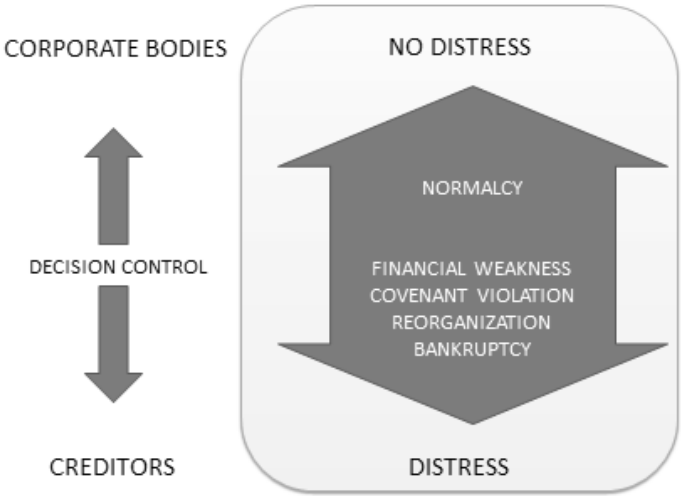 CORPORATE BODIES
NO DISTRESS
NORMALCY
DECISION CONTROL
FINANCIAL WEAKNESS
COVENANT VIOLATION
REORGANIZATION
BANKRUPTCY
CREDITORS
DISTRESS